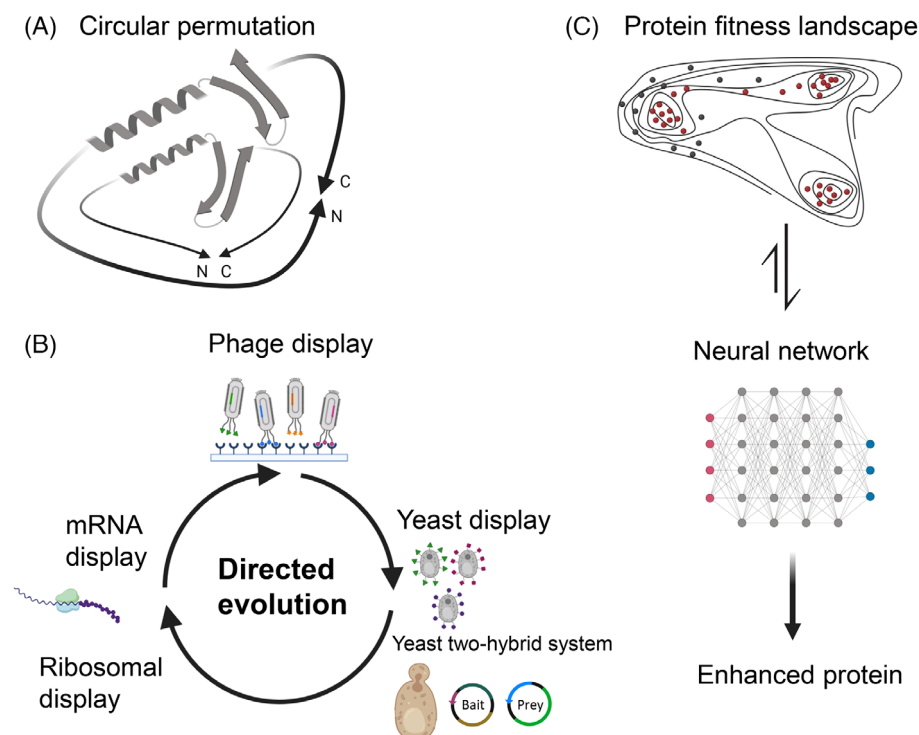 (A) Circular permutation
C
N
N C
(B)
Phage display
mRNA
display
Directed
evolution
Yeast display
Yeast two-hybrid system
Ribosomal
display
Bait
Prey
(C) Protein fitness landscape
Neural network
Enhanced protein